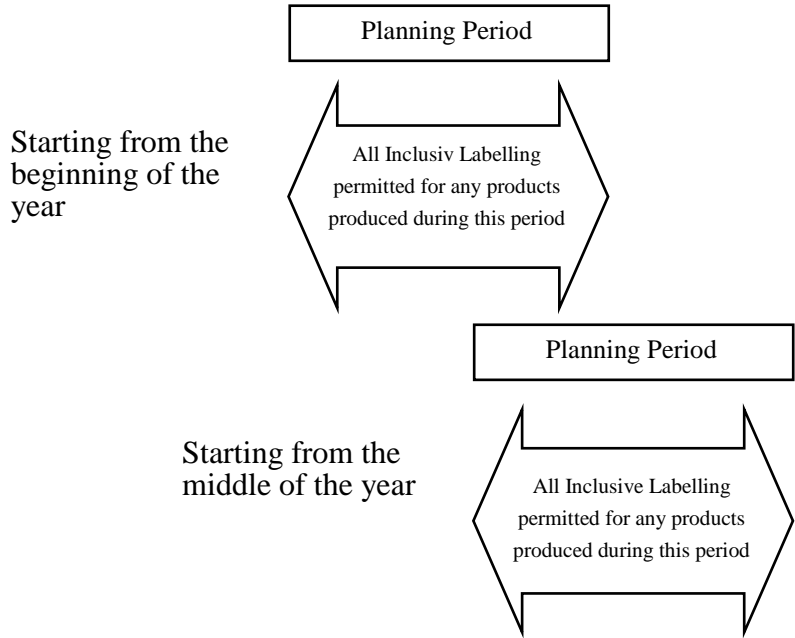 Planning Period
Starting from the
beginning of the
year
All Inclusiv Labelling
permitted for any products
produced during this period
Planning Period
Starting from the
middle of the year
All Inclusive Labelling
permitted for any products
produced during this period